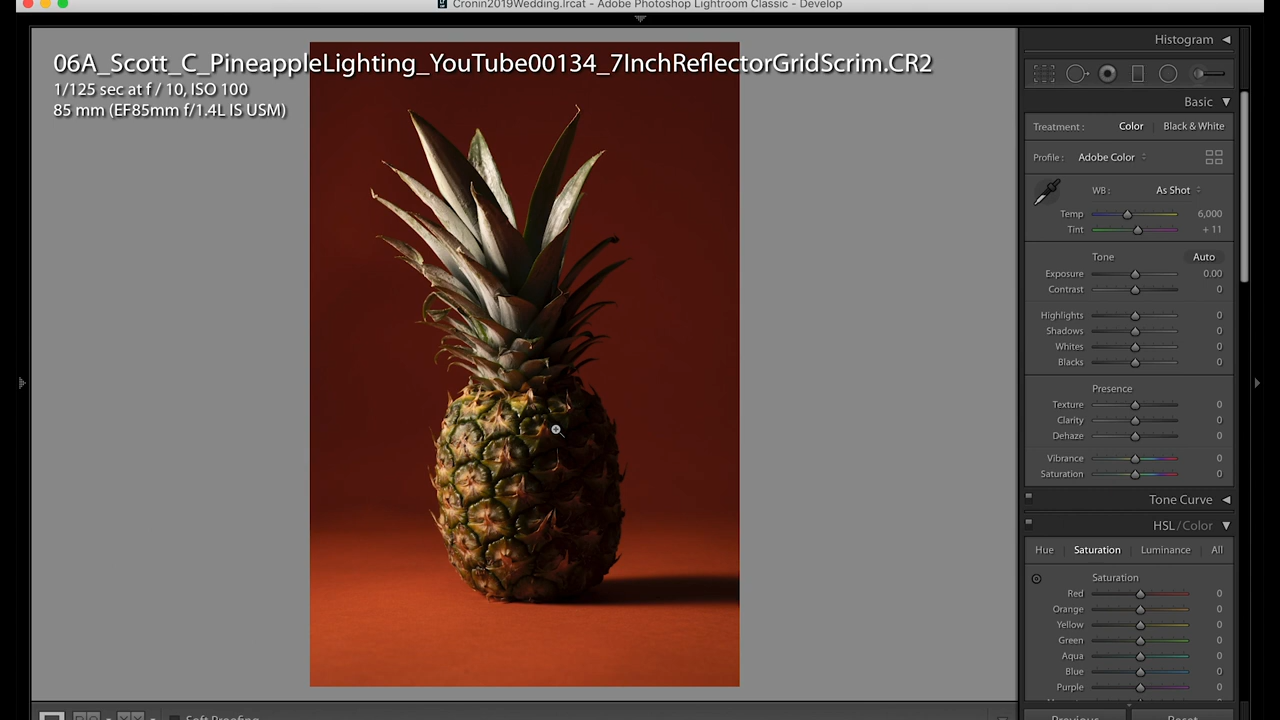 Cronin2019Wedding.lrcat - Adobe Photoshop Lightroom Classic - Develop
06A_Scott_C_PineappleLighting_YouTube00134_7InchReflectorGridScrim.CR2
1/125 sec at f / 10, ISO 100
85 mm (EF85mm f/1.4L IS USM)
Histogram
Basic
Treatment : Color Black & White
Profile : Adobe Color
WB : As Shot
Temp 6,000
Tint + 11
Tone Auto
Exposure 0.00
Contrast 0
Highlights 0
Shadows 0
Whites 0
Blacks 0
Presence
Texture 0
Clarity 0
Dehaze 0
Vibrance 0
Saturation 0
Tone Curve
HSL / Color
Hue Saturation Luminance All
Saturation
Red 0
Orange 0
Yellow 0
Green 0
Aqua 0
Blue 0
Purple 0
Soft Proofing
Previous Reset